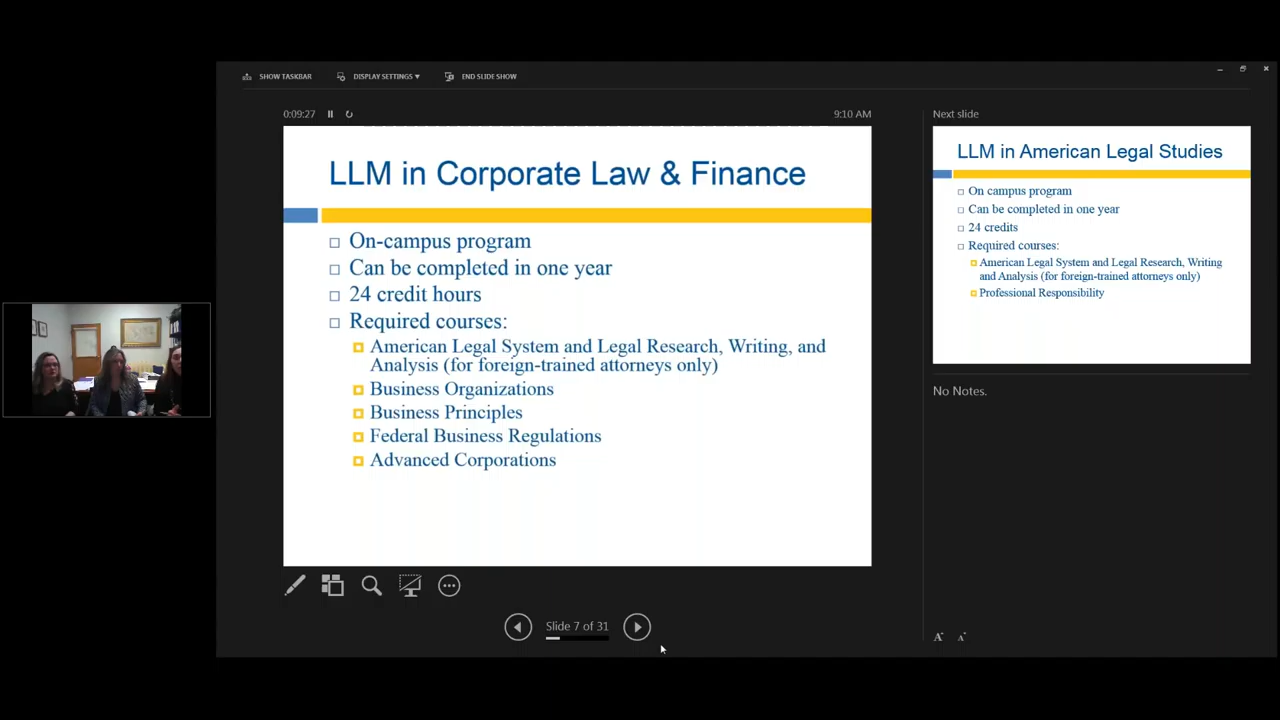 SHOW TASKBAR
DISPLAY SETTINGS ▾
END SLIDE SHOW
0:09:27
9:10 AM
LLM in Corporate Law & Finance
On-campus program
Can be completed in one year
24 credit hours
Required courses:
American Legal System and Legal Research, Writing, and
Analysis (for foreign-trained attorneys only)
Business Organizations
Business Principles
Federal Business Regulations
Advanced Corporations
Slide 7 of 31
Next slide
LLM in American Legal Studies
On campus program
Can be completed in one year
24 credits
Required courses:
American Legal System and Legal Research, Writing
and Analysis (for foreign-trained attorneys only)
Professional Responsibility
No Notes.
A
A